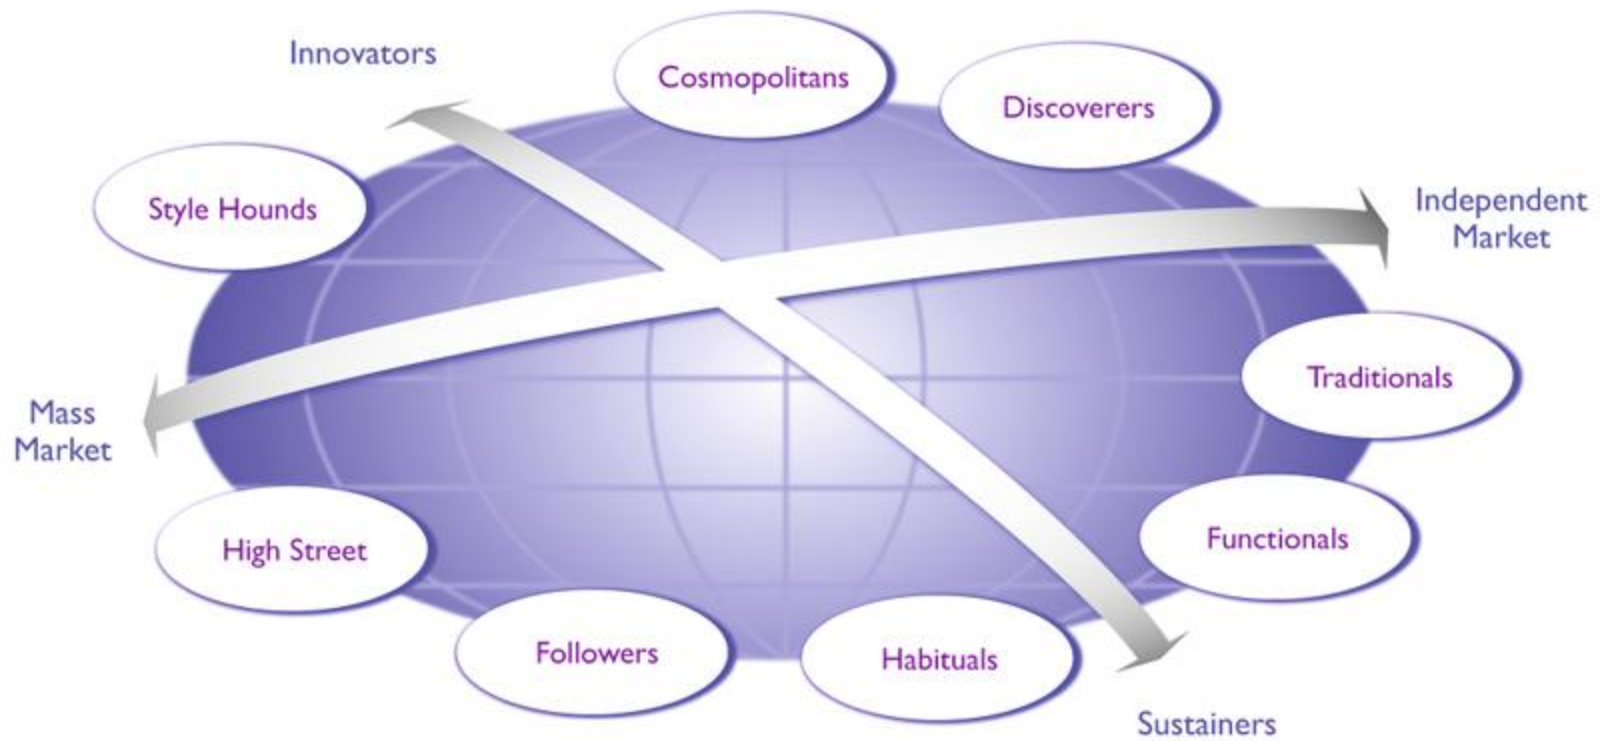 Innovators
Cosmopolitans
Discoverers
Style Hounds
Independent
Market
Traditionals
Mass
Market
Functionals
High Street
Followers
Habituals
Sustainers